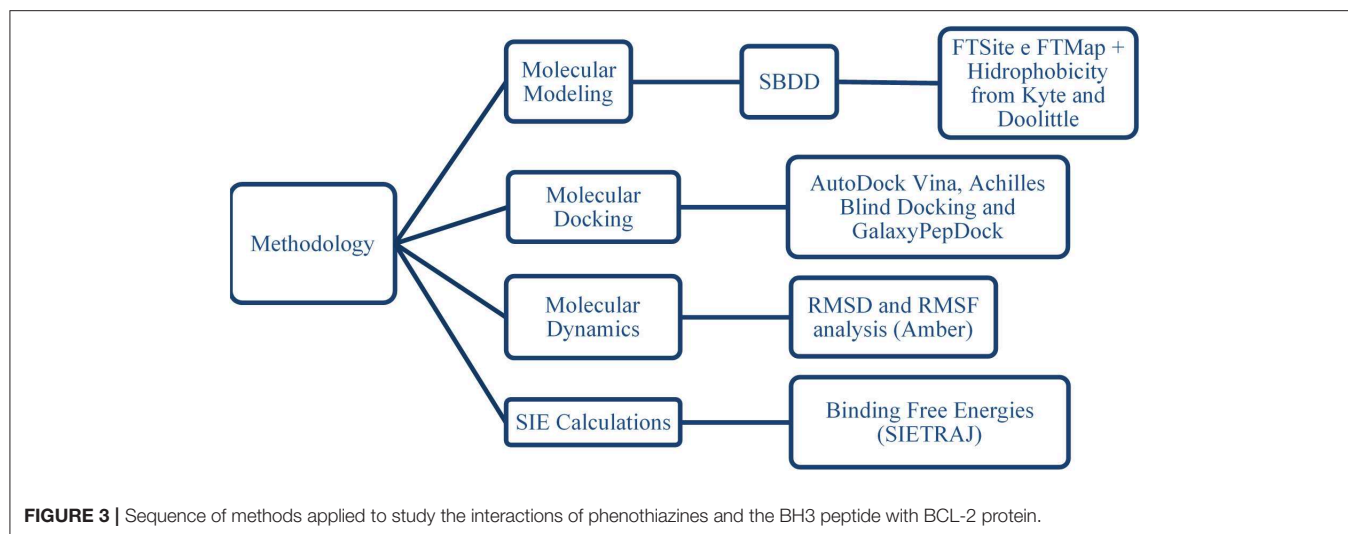 Methodology
Molecular
Modeling
SBDD
FTSite e FTMap +
Hidrophobicity
from Kyte and
Doolittle
Molecular
Docking
AutoDock Vina, Achilles
Blind Docking and
GalaxyPepDock
Molecular
Dynamics
RMSD and RMSF
analysis (Amber)
SIE Calculations
Binding Free Energies
(SIETRAJ)
FIGURE 3 | Sequence of methods applied to study the interactions of phenothiazines and the BH3 peptide with BCL-2 protein.